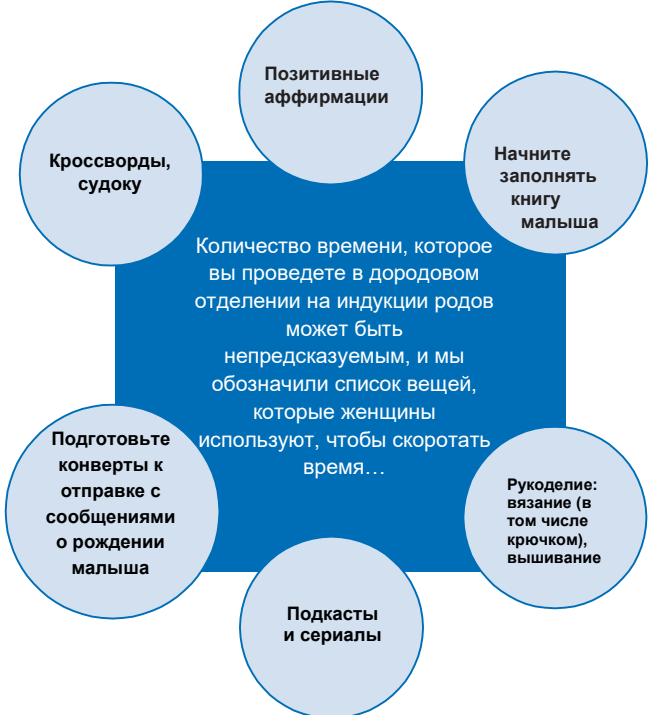 Позитивные
аффирмации
Кроссворды,
судоку
Начните
заполнять
книгу
малыша
Количество времени, которое
вы проведете в дородовом
отделении на индукции родов
может быть
непредсказуемым, и мы
обозначили список вещей,
которые женщины
используют, чтобы скоротать
время…
Подготовьте
конверты к
отправке с
сообщениями
о рождении
малыша
Рукоделие:
вязание (в
том числе
крючком),
вышивание
Подкасты
и сериалы